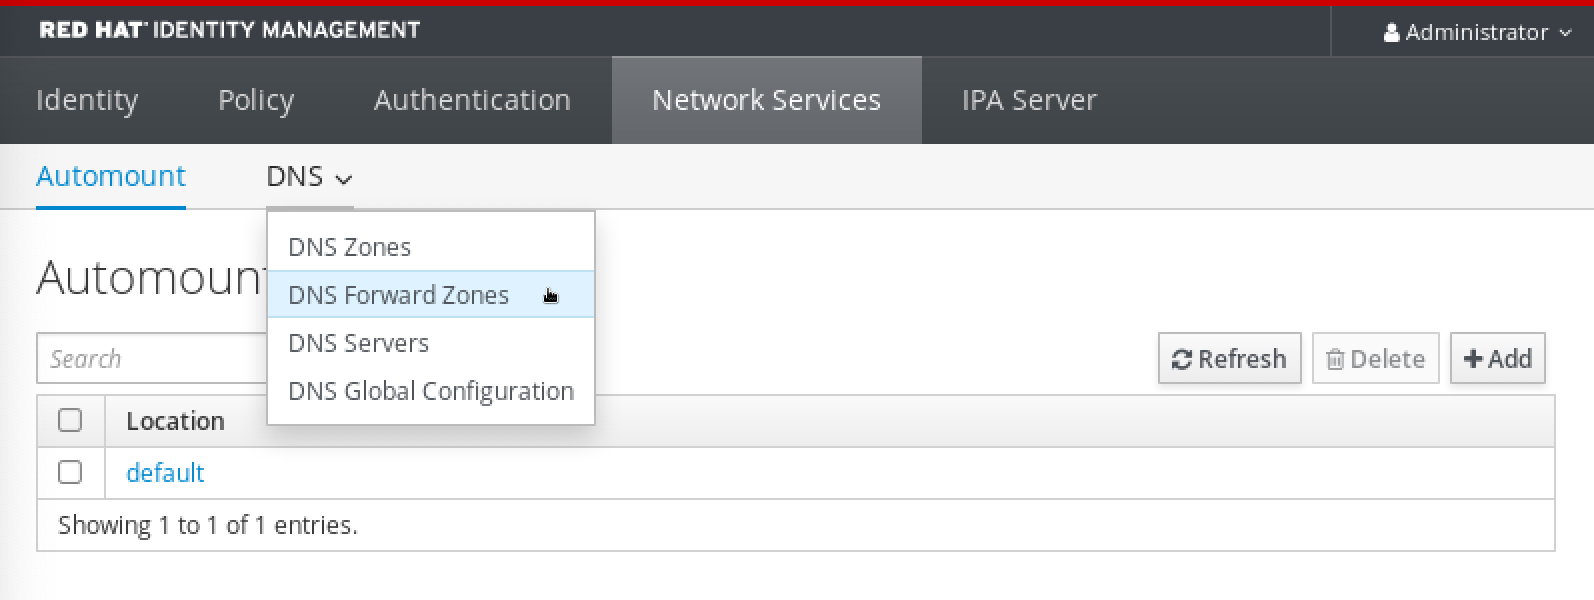 RED HAT® IDENTITY MANAGEMENT
Administrator
Identity Policy Authentication Network Services IPA Server
Automount DNS
DNS Zones
DNS Forward Zones
DNS Servers
DNS Global Configuration
Search
Refresh Delete Add
Location
default
Showing 1 to 1 of 1 entries.